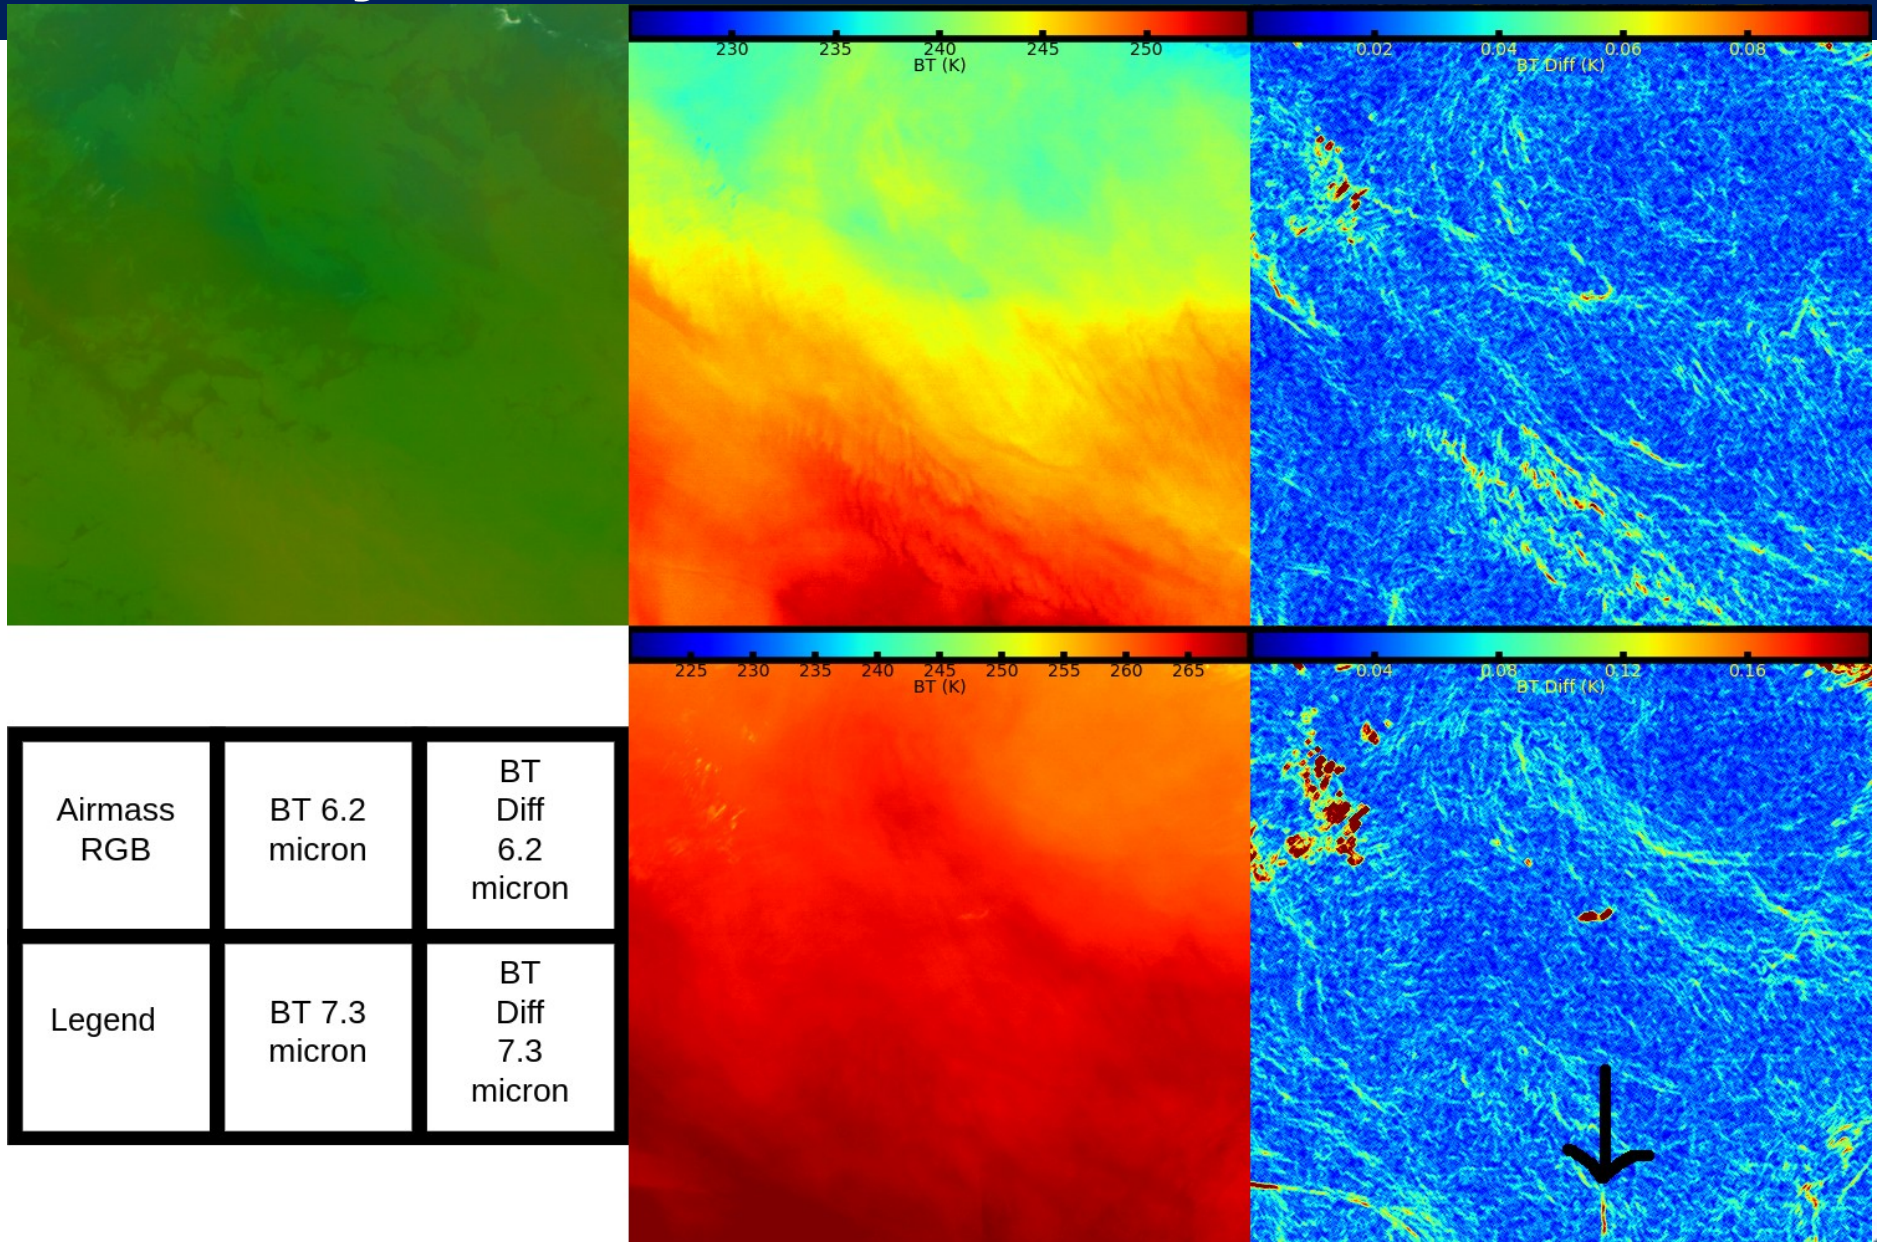 230 235 240 245 250
BT (K)
0.02 0.04 0.06 0.08
BT Diff (K)
225 230 235 240 245 250 255 260 265
BT (K)
0.04 0.08 0.12 0.16
BT Diff (K)
Airmass
RGB
BT 6.2
micron
BT
Diff
6.2
micron
Legend
BT 7.3
micron
BT
Diff
7.3
micron